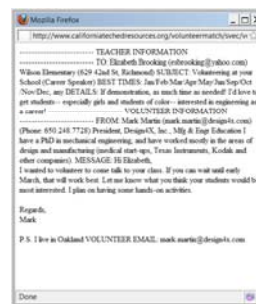 Mozilla Firefox
http://www.californiatechedresources.org/volunteermatch/svec/v
--------------------------- TEACHER INFORMATION
--------------------------- TO: Elizabeth Brooking (esbrooking@yahoo.com)
Wilson Elementary (629 42nd St, Richmond) SUBJECT: Volunteering at your
School (Career Speaker) BEST TIMES: Jan/Feb/Mar/Apr/May/Jun/Sep/Oct
/Nov/Dec, any DETAILS: If demonstration, as much time as needed! I'd love t
get students-- especially girls and students of color-- interested in engineering as
a career! --------------------------- VOLUNTEER INFORMATION
--------------------------- FROM: Mark Martin (mark.martin@design4x.com)
(Phone: 650 248 7728) President, Design4X, Inc., Mfg & Engr Education I
have a PhD in mechanical engineering, and have worked mostly in the areas of
design and manufacturing (medical start-ups, Texas Instruments, Kodak and
other companies). MESSAGE: Hi Elizabeth,
I wanted to volunteer to come talk to your class. If you can wait until early
March, that will work best. Let me know what you think your students would b
most interested. I plan on having some hands-on activities.
Regards,
Mark
P.S. I live in Oakland VOLUNTEER EMAIL: mark.martin@design4x.com
Done